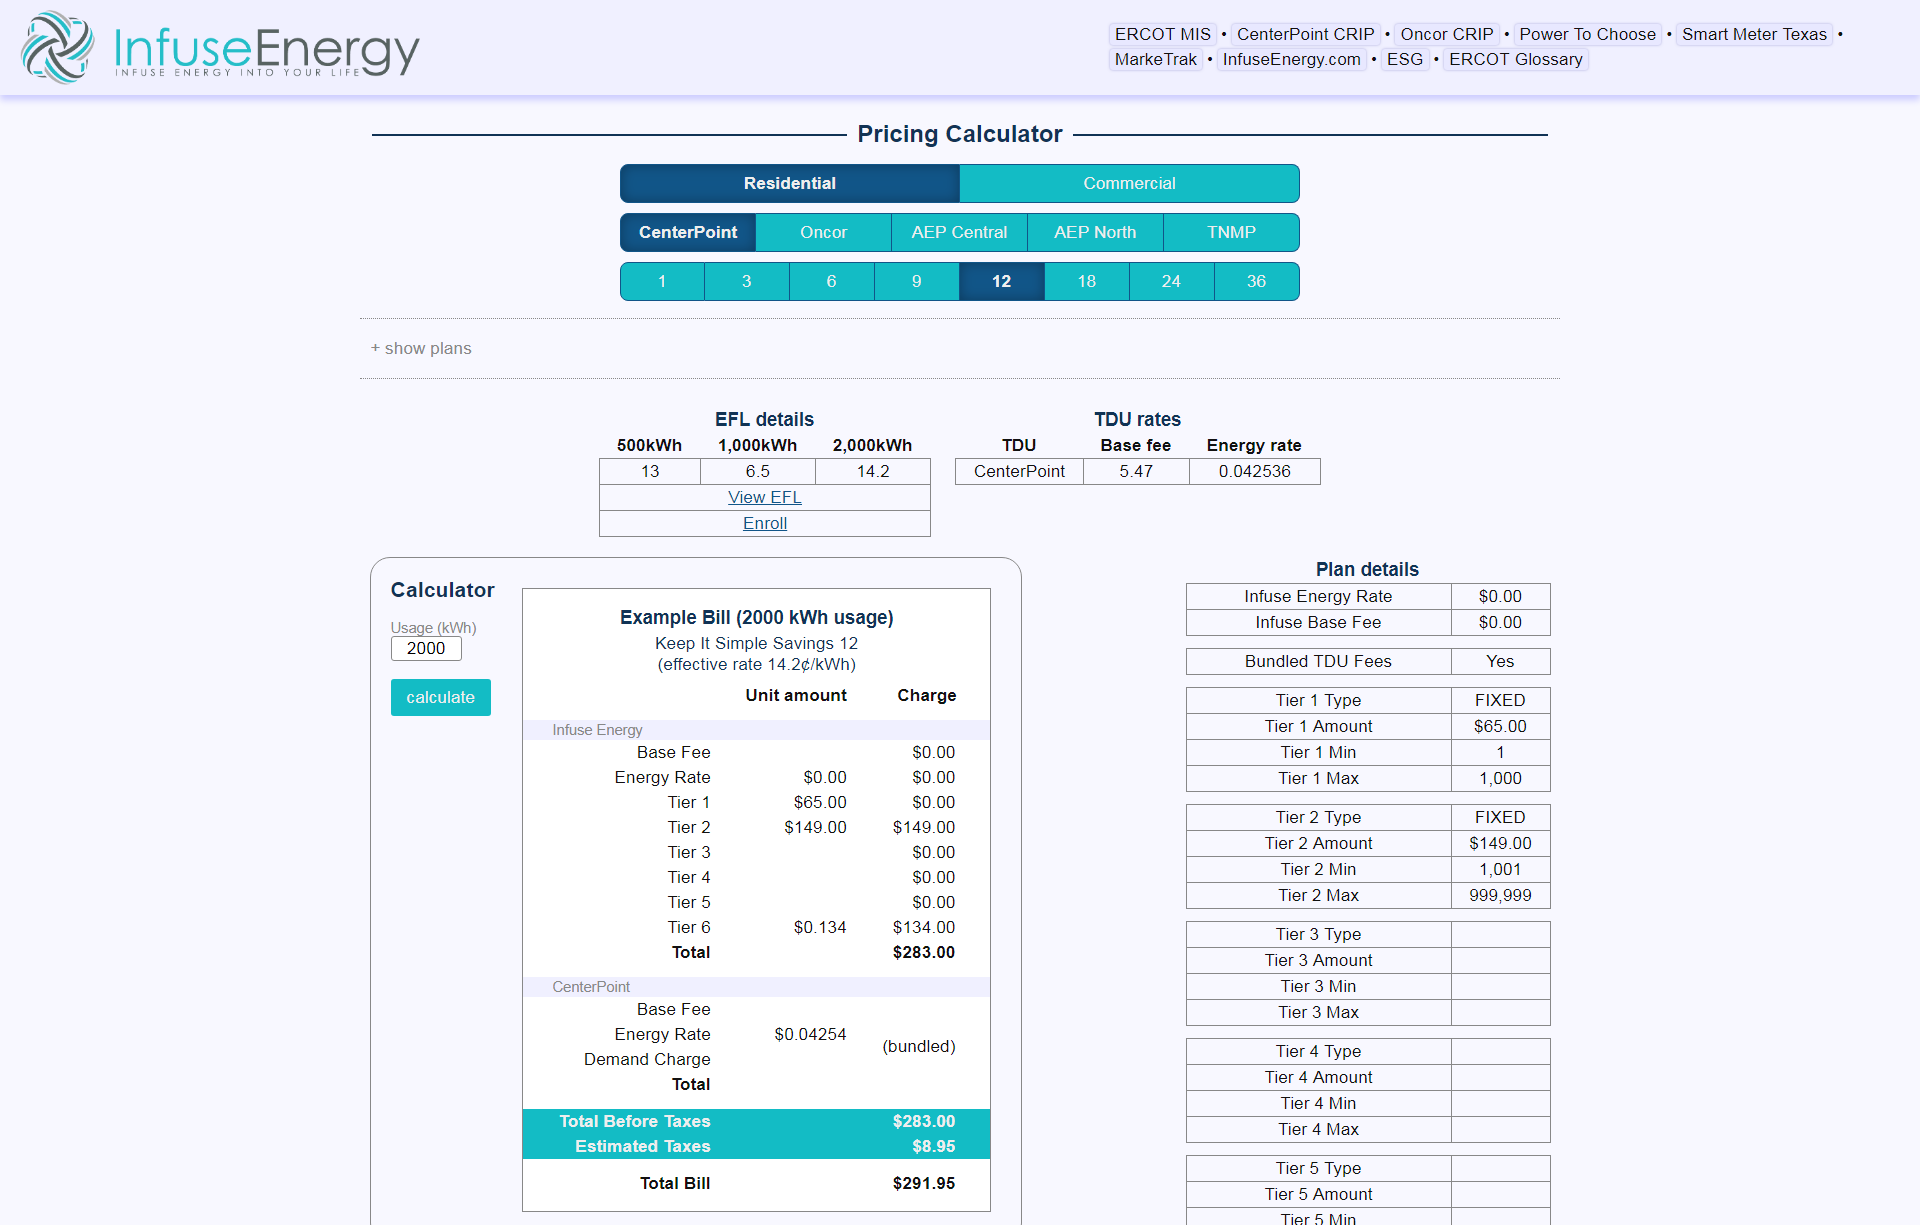 InfuseEnergy
INFUSE ENERGY INTO YOUR LIFE
ERCOT MIS • CenterPoint CRIP • Oncor CRIP • Power To Choose • Smart Meter Texas •
MarkeTrak • InfuseEnergy.com • ESG • ERCOT Glossary
Pricing Calculator
Residential Commercial
CenterPoint Oncor AEP Central AEP North TNMP
1 3 6 9 12 18 24 36
+ show plans
EFL details
500kWh 1,000kWh 2,000kWh
13 6.5 14.2
View EFL
Enroll
TDU rates
TDU Base fee Energy rate
CenterPoint 5.47 0.042536
Calculator
Usage (kWh)
2000
calculate
Example Bill (2000 kWh usage)
Keep It Simple Savings 12
(effective rate 14.2¢/kWh)
Unit amount Charge
Infuse Energy
Base Fee $0.00
Energy Rate $0.00 $0.00
Tier 1 $65.00 $0.00
Tier 2 $149.00 $149.00
Tier 3 $0.00
Tier 4 $0.00
Tier 5 $0.00
Tier 6 $0.134 $134.00
Total $283.00
CenterPoint
Base Fee
Energy Rate $0.04254
(bundled)
Demand Charge
Total
Total Before Taxes $283.00
Estimated Taxes $8.95
Total Bill $291.95
Plan details
Infuse Energy Rate $0.00
Infuse Base Fee $0.00
Bundled TDU Fees Yes
Tier 1 Type FIXED
Tier 1 Amount $65.00
Tier 1 Min 1
Tier 1 Max 1,000
Tier 2 Type FIXED
Tier 2 Amount $149.00
Tier 2 Min 1,001
Tier 2 Max 999,999
Tier 3 Type
Tier 3 Amount
Tier 3 Min
Tier 3 Max
Tier 4 Type
Tier 4 Amount
Tier 4 Min
Tier 4 Max
Tier 5 Type
Tier 5 Amount
Tier 5 Min